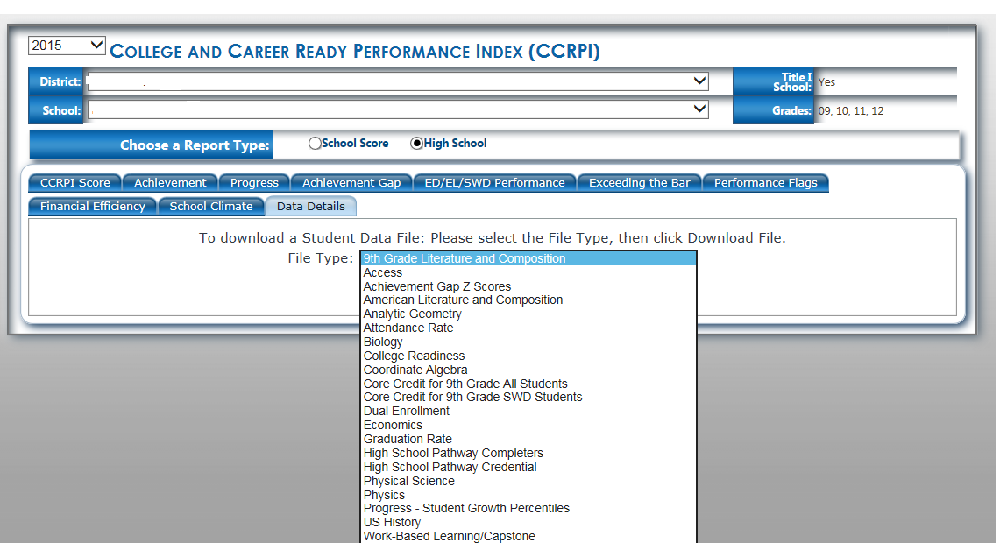 2015
COLLEGE AND CAREER READY PERFORMANCE INDEX (CCRPI)
District:
Title I School: Yes
School:
Grades: 09, 10, 11, 12
Choose a Report Type: School Score High School
CCRPI Score Achievement Progress Achievement Gap ED/EL/SWD Performance Exceeding the Bar Performance Flags
Financial Efficiency School Climate Data Details
To download a Student Data File: Please select the File Type, then click Download File.
File Type: 9th Grade Literature and Composition
Access
Achievement Gap Z Scores
American Literature and Composition
Analytic Geometry
Attendance Rate
Biology
College Readiness
Coordinate Algebra
Core Credit for 9th Grade All Students
Core Credit for 9th Grade SWD Students
Dual Enrollment
Economics
Graduation Rate
High School Pathway Completers
High School Pathway Credential
Physical Science
Physics
Progress - Student Growth Percentiles
US History
Work-Based Learning/Capstone